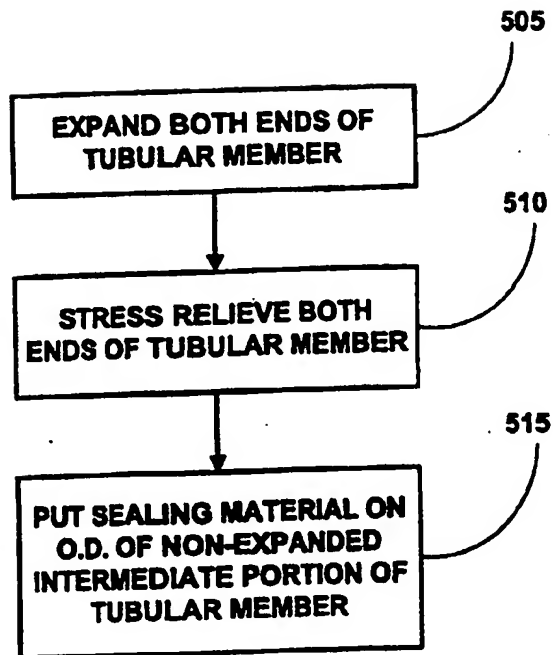 505
EXPAND BOTH ENDS OF
TUBULAR MEMBER
510
STRESS RELIEVE BOTH
ENDS OF TUBULAR MEMBER
515
PUT SEALING MATERIAL ON
O.D. OF NON-EXPANDED
INTERMEDIATE PORTION OF
TUBULAR MEMBER